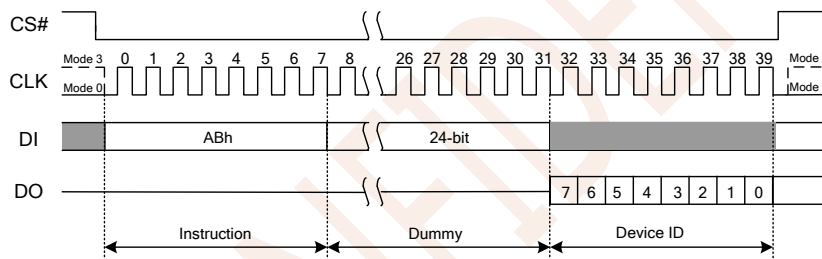 CS#
Mode 3 0 1 2 3 4 5 6 7 8 26 27 28 29 30 31 32 33 34 35 36 37 38 39 Mode
CLK
Mode 0 Mode
DI ABh 24-bit
DO 7 6 5 4 3 2 1 0
Instruction Dummy Device ID